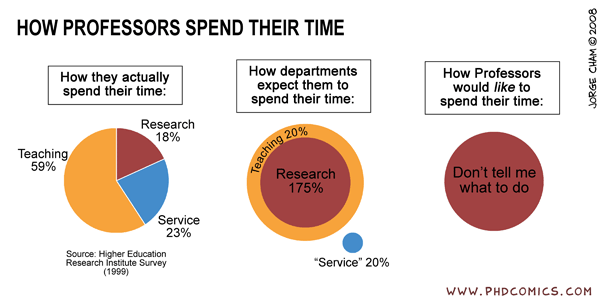 HOW PROFESSORS SPEND THEIR TIME
JORGE CHAM © 2008
How they actually
spend their time:
Research
18%
Teaching
59%
Service
23%
Source: Higher Education
Research Institute Survey
(1999)
How departments
expect them to
spend their time:
Teaching 20%
Research
175%
“Service” 20%
How Professors
would like to
spend their time:
Don’t tell me
what to do
WWW.PHDCOMICS.COM